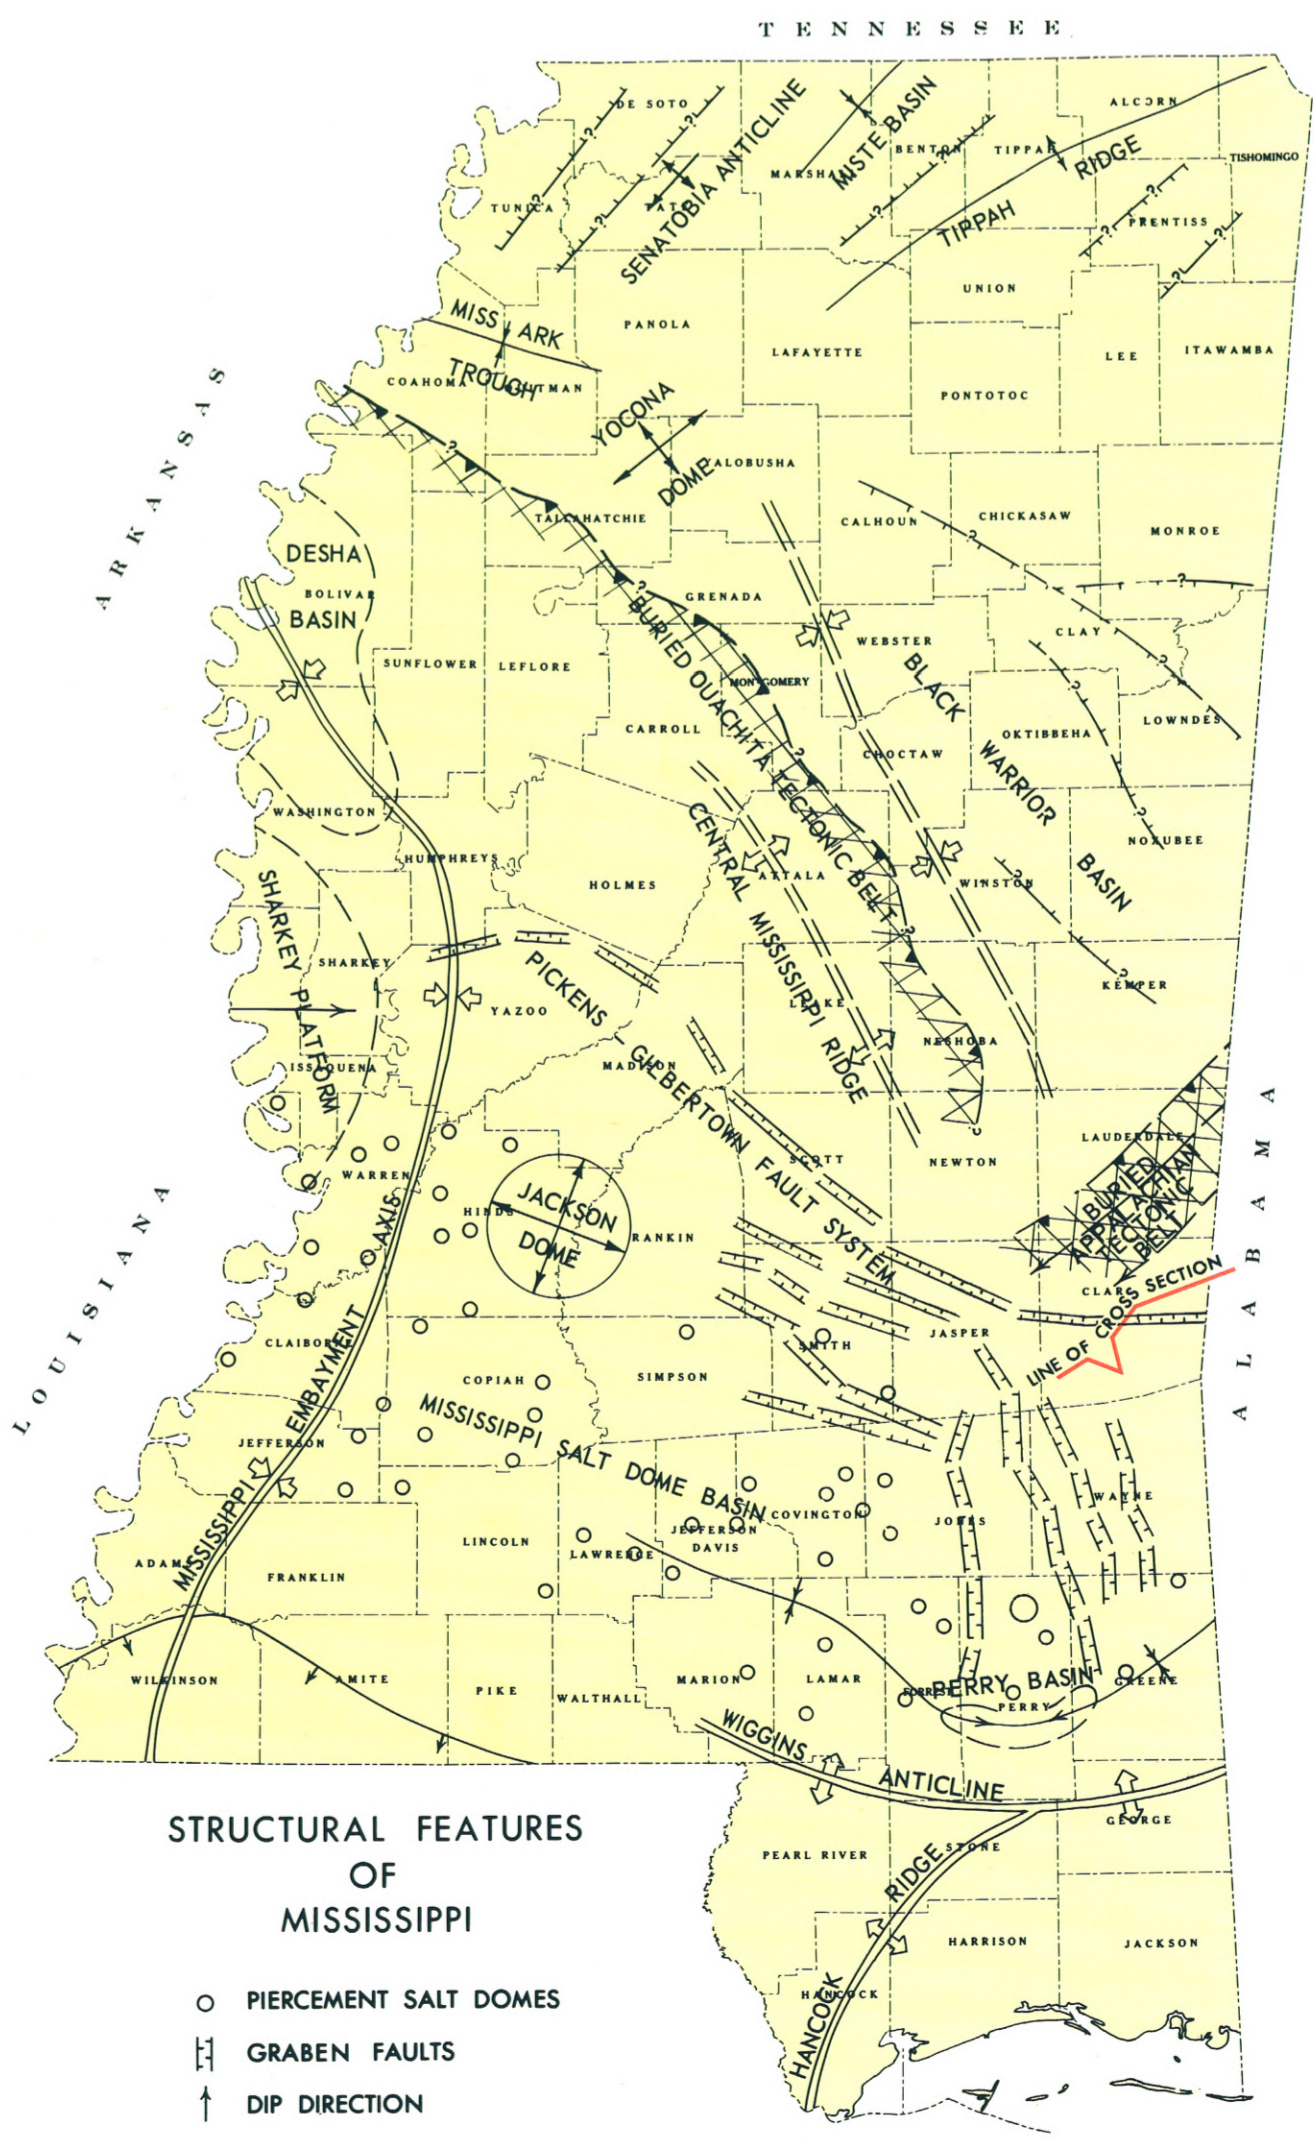 TENNESSEE
DE SOTO
ALCORN
SENATOBIA ANTICLINE
MISTE BASIN
BENTON
TIPPAH
MARSHALL
TISHOMINGO
TIPPAH RIDGE
TUNICA
TATE
PRENTISS
UNION
MISS ARK
TROUGH
PANOLA
LAFAYETTE
LEE
ITAWAMBA
COAHOMA
QUITMAN
PONTOTOC
ARKANSAS
YOCONA
DOME
YALOBUSHA
TALLAHATCHIE
CALHOUN
CHICKASAW
MONROE
DESHA
BASIN
BOLIVAR
GRENADA
BURIED OUACHITA TECTONIC BELT
WEBSTER
CLAY
SUNFLOWER
LEFLORE
MONTGOMERY
BLACK
WARRIOR
BASIN
CARROLL
CHOCTAW
OKTIBBEHA
LOWNDES
WASHINGTON
HUMPHREYS
HOLMES
CENTRAL MISSISSIPPI RIDGE
ATTALA
WINSTON
NOXUBEE
SHARKEY
PLATFORM
SHARKEY
YAZOO
PICKENS - GILBERTOWN FAULT SYSTEM
LEAKE
NESHOBA
KEMPER
ISSAQUENA
MADISON
SCOTT
NEWTON
LAUDERDALE
BURIED
APPALACHIAN
TECTONIC
BELT
ALABAMA
LOUISIANA
WARREN
HINDS
JACKSON
DOME
RANKIN
CLARKE
LINE OF CROSS SECTION
CLAIBORNE
COPIAH
SIMPSON
SMITH
JASPER
MISSISSIPPI EMBAYMENT AXIS
JEFFERSON
MISSISSIPPI SALT DOME BASIN
ADAMS
FRANKLIN
LINCOLN
LAWRENCE
JEFFERSON
DAVIS
COVINGTON
JONES
WAYNE
WILKINSON
AMITE
PIKE
WALTHALL
MARION
LAMAR
FORREST
PERRY BASIN
PERRY
GREENE
WIGGINS
ANTICLINE
GEORGE
PEARL RIVER
STONE
HANCOCK RIDGE
HARRISON
JACKSON
HANCOCK
STRUCTURAL FEATURES
OF
MISSISSIPPI
PIERCEMENT SALT DOMES
GRABEN FAULTS
DIP DIRECTION